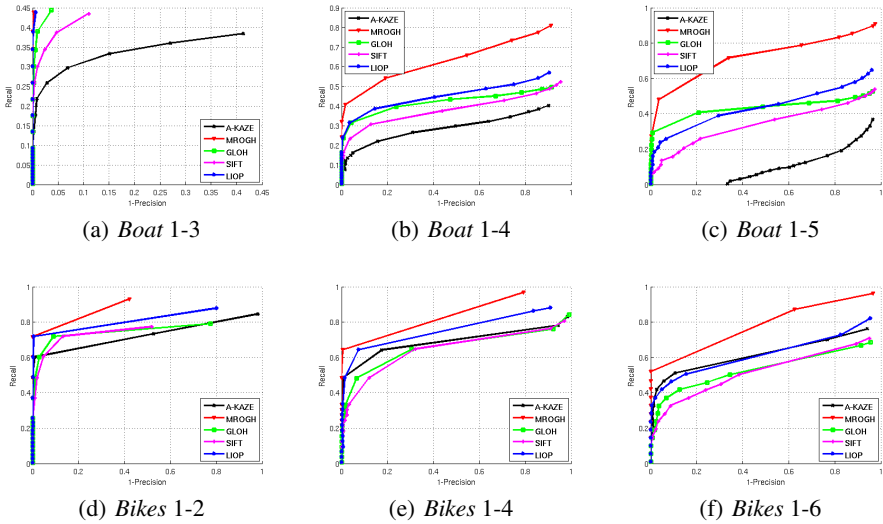 0.45
0.4
0.35
0.3
0.25
0.2
0.15
0.1
0.05
0
Recall
0 0.05 0.1 0.15 0.2 0.25 0.3 0.35 0.4 0.45
1-Precision
A-KAZE
MROGH
GLOH
SIFT
LIOP
(a) Boat 1-3
0.9
0.8
0.7
0.6
0.5
0.4
0.3
0.2
0.1
0
Recall
0 0.2 0.4 0.6 0.8 1
1-Precision
A-KAZE
MROGH
GLOH
SIFT
LIOP
(b) Boat 1-4
1
0.8
0.6
0.4
0.2
0
Recall
0 0.2 0.4 0.6 0.8 1
1-Precision
A-KAZE
MROGH
GLOH
SIFT
LIOP
(c) Boat 1-5
1
0.8
0.6
0.4
0.2
0
Recall
0 0.2 0.4 0.6 0.8 1
1-Precision
A-KAZE
MROGH
GLOH
SIFT
LIOP
(d) Bikes 1-2
1
0.8
0.6
0.4
0.2
0
Recall
0 0.2 0.4 0.6 0.8 1
1-Precision
A-KAZE
MROGH
GLOH
SIFT
LIOP
(e) Bikes 1-4
1
0.8
0.6
0.4
0.2
0
Recall
0 0.2 0.4 0.6 0.8 1
1-Precision
A-KAZE
MROGH
GLOH
SIFT
LIOP
(f) Bikes 1-6